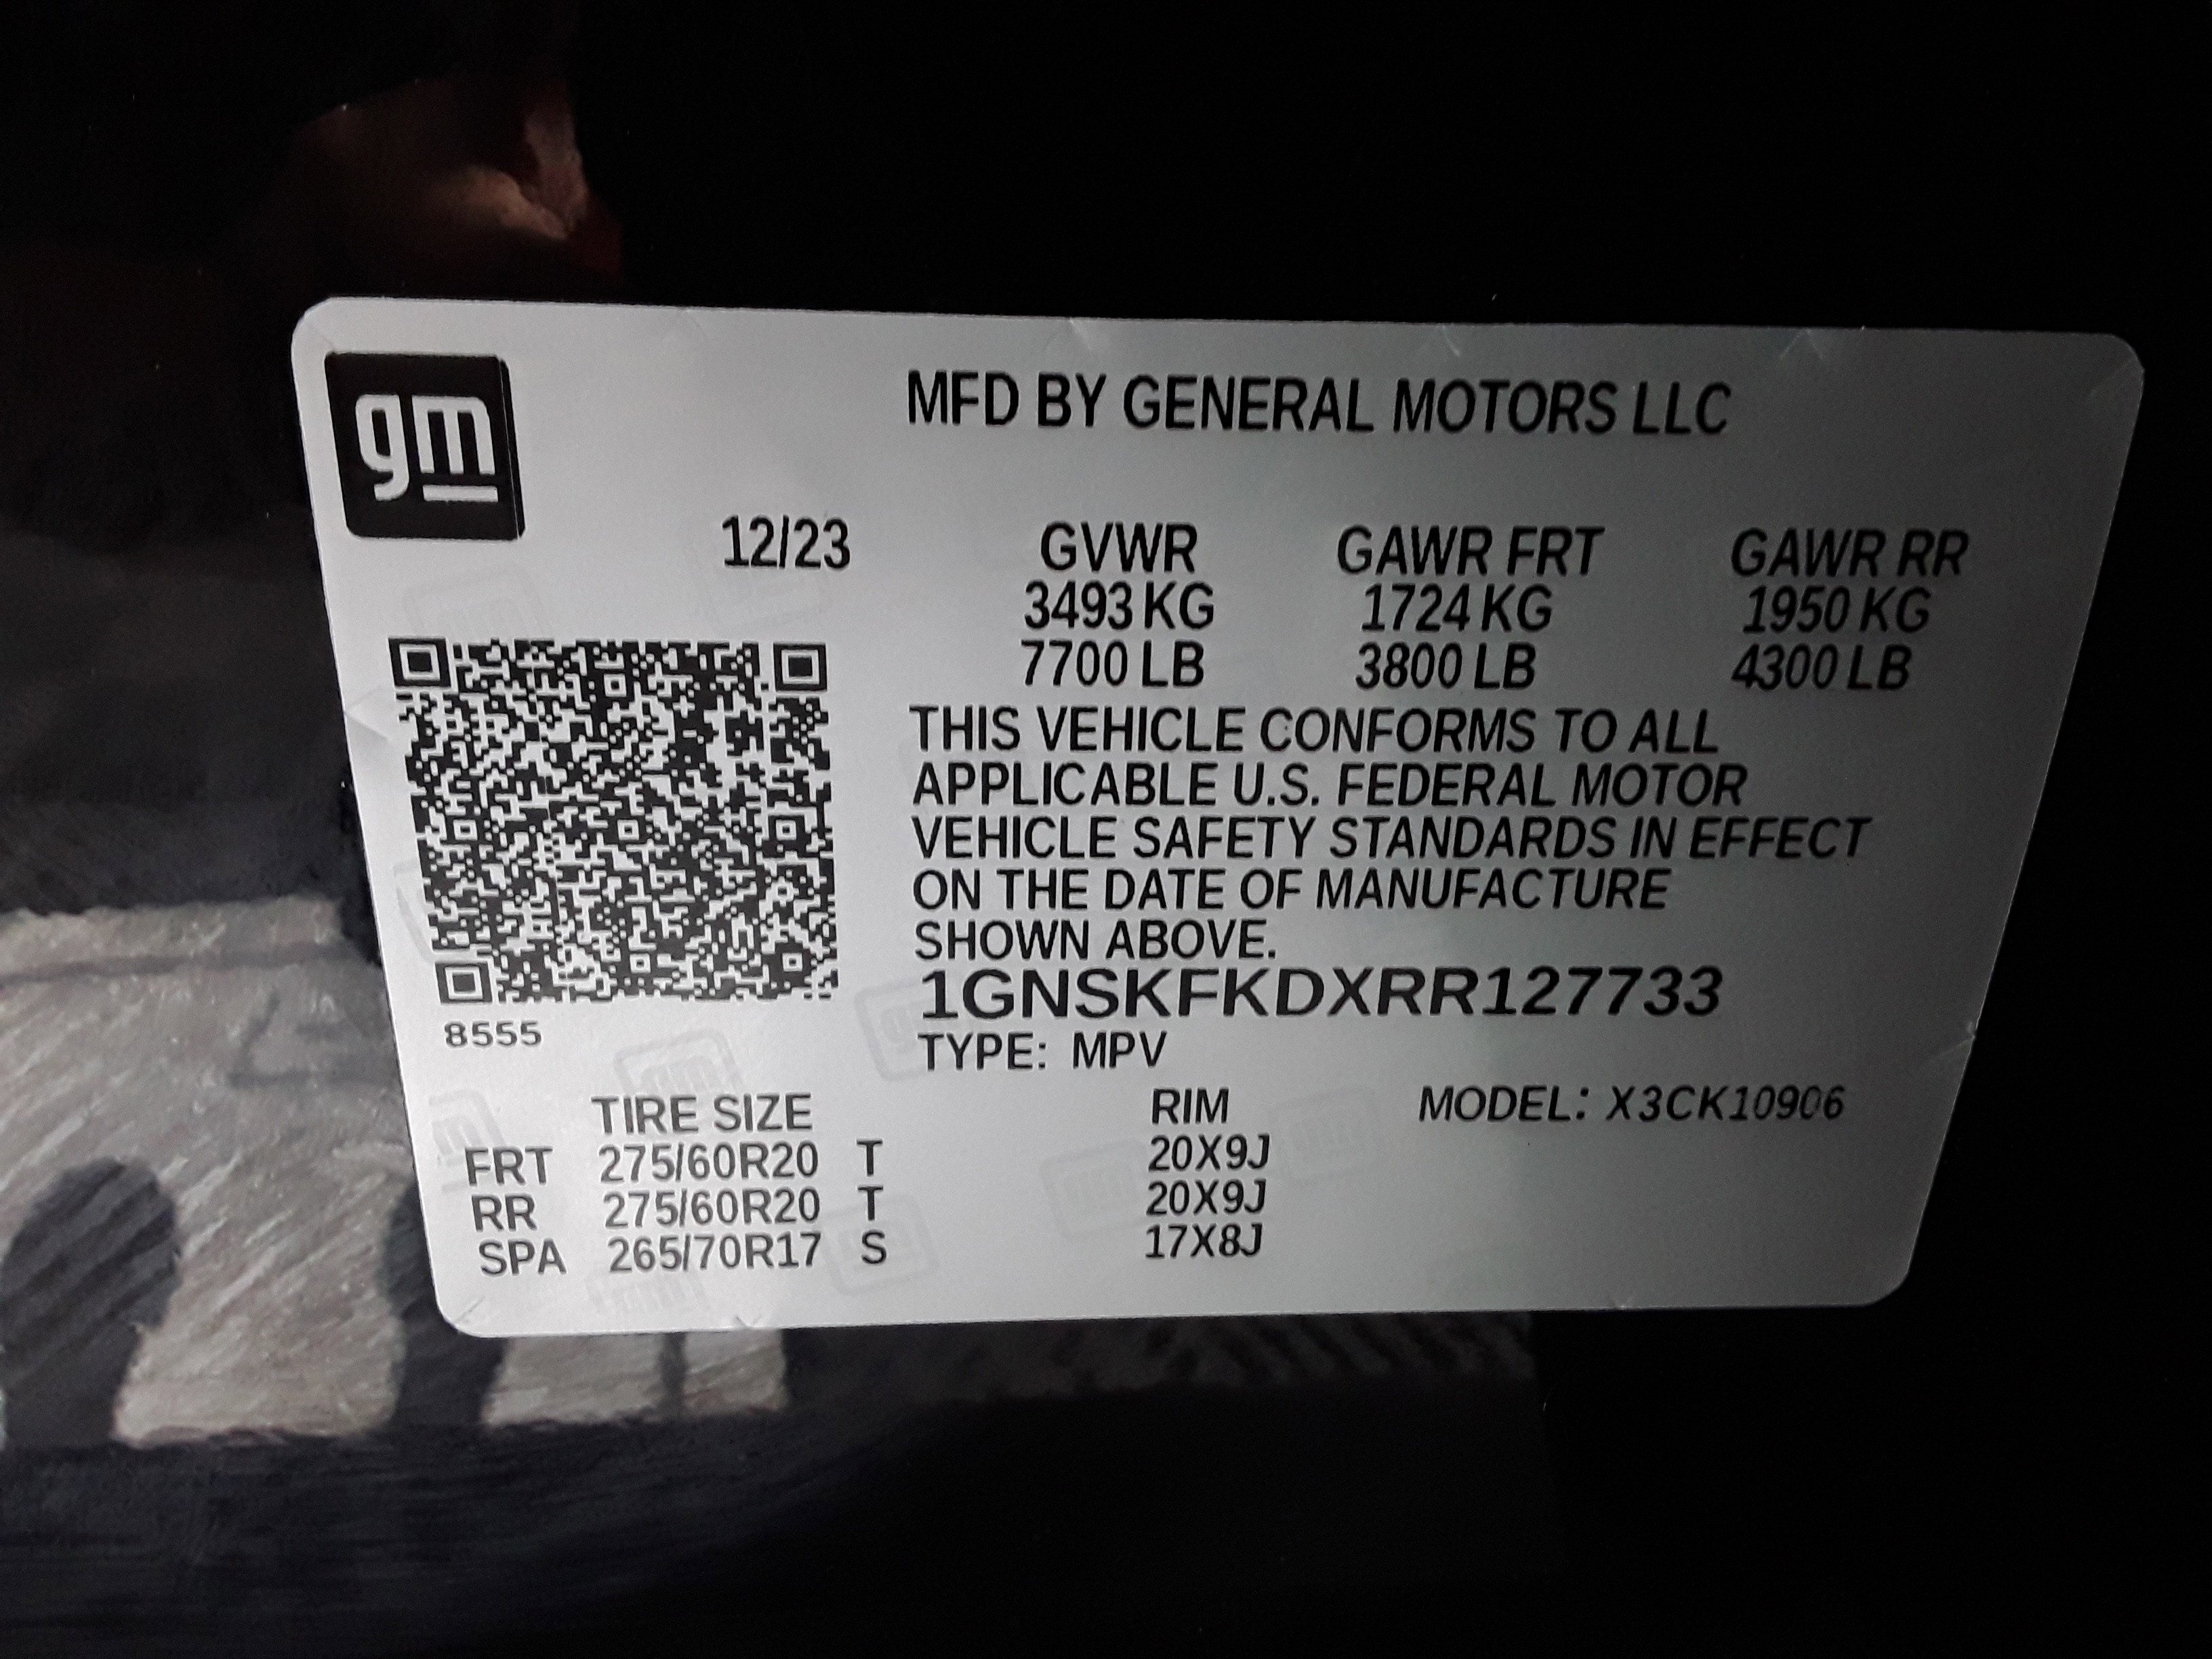 gm
MFD BY GENERAL MOTORS LLC
12/23 GVWR GAWR FRT GAWR RR
3493 KG 1724 KG 1950 KG
7700 LB 3800 LB 4300 LB
THIS VEHICLE CONFORMS TO ALL
APPLICABLE U.S. FEDERAL MOTOR
VEHICLE SAFETY STANDARDS IN EFFECT
ON THE DATE OF MANUFACTURE
SHOWN ABOVE.
1GNSKFKDXRR127733
8555
TYPE: MPV
TIRE SIZE RIM MODEL: X3CK10906
FRT 275/60R20 T 20X9J
RR 275/60R20 T 20X9J
SPA 265/70R17 S 17X8J